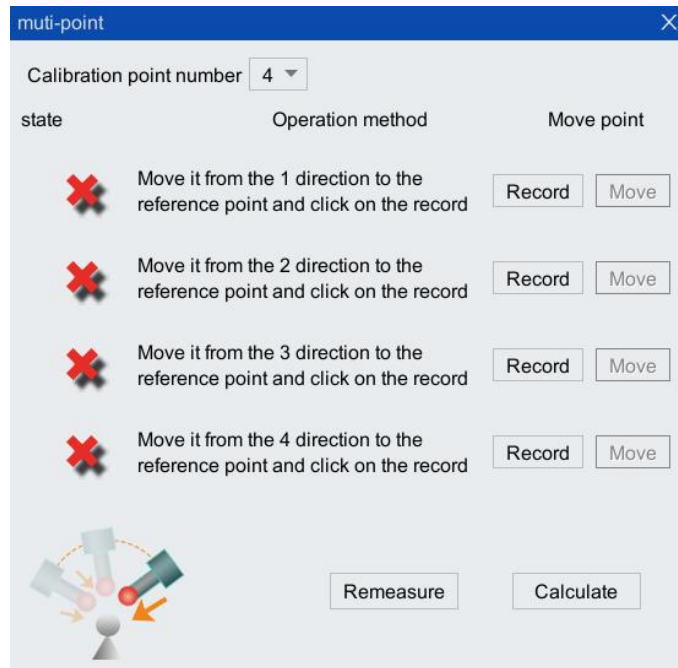 muti-point
Calibration point number 4
state Operation method Move point
Move it from the 1 direction to the
reference point and click on the record
Record Move
Move it from the 2 direction to the
reference point and click on the record
Record Move
Move it from the 3 direction to the
reference point and click on the record
Record Move
Move it from the 4 direction to the
reference point and click on the record
Record Move
Remeasure Calculate